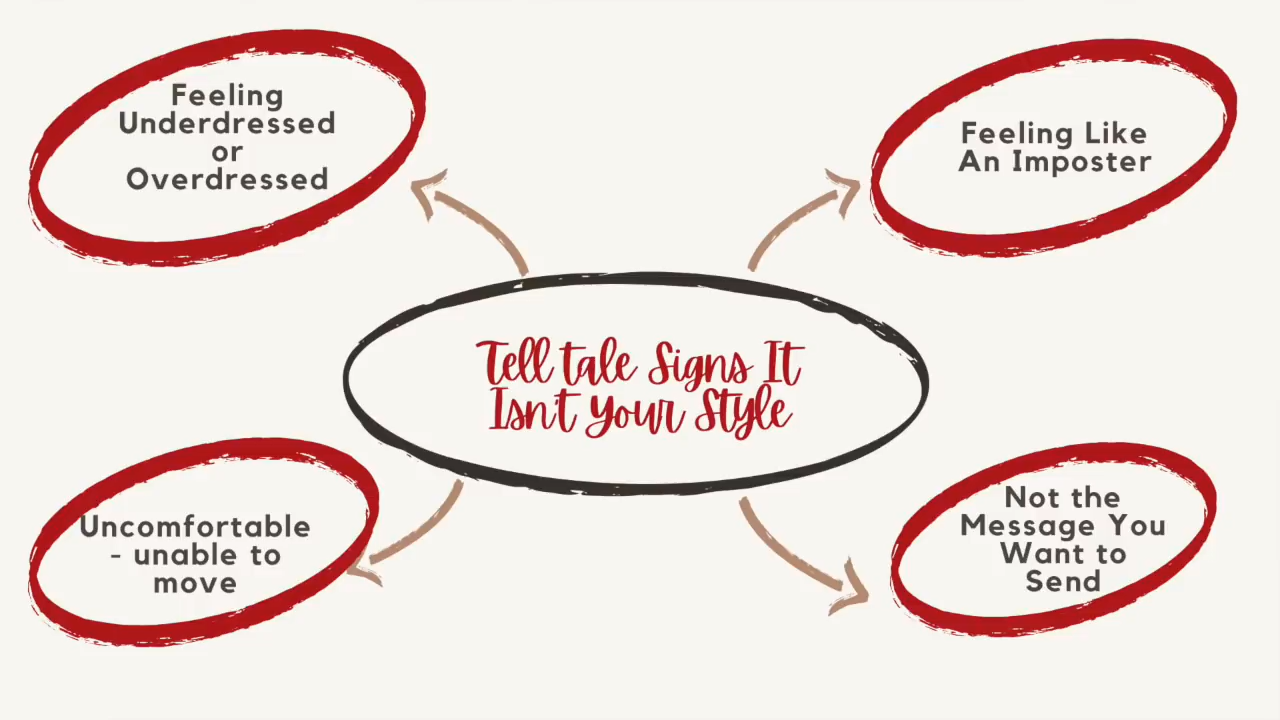 Feeling
Underdressed
or
Overdressed
Feeling Like
An Imposter
Tell tale Signs It
Isn't Your Style
Uncomfortable
- unable to
move
Not the
Message You
Want to
Send